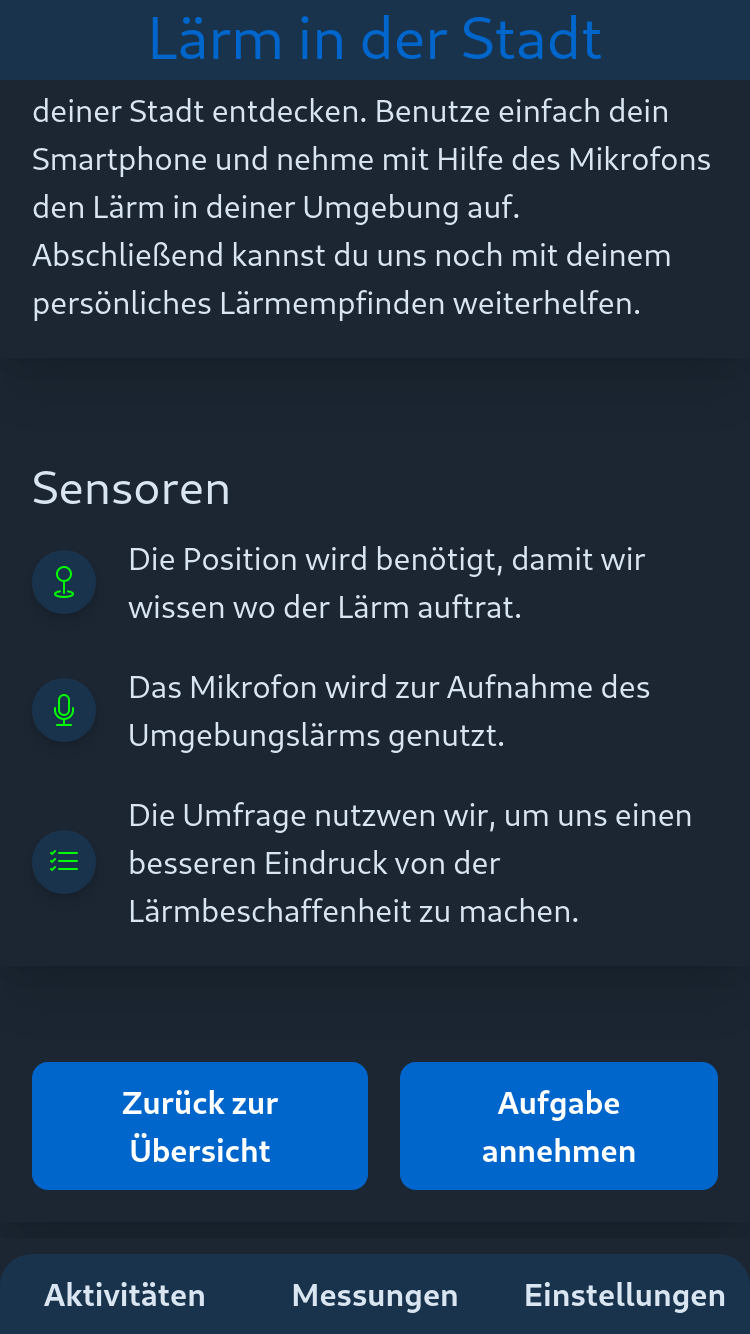 Lärm in der Stadt
deiner Stadt entdecken. Benutze einfach dein
Smartphone und nehme mit Hilfe des Mikrofons
den Lärm in deiner Umgebung auf.
Abschließend kannst du uns noch mit deinem
persönliches Lärmempfinden weiterhelfen.
Sensoren
Die Position wird benötigt, damit wir
wissen wo der Lärm auftrat.
Das Mikrofon wird zur Aufnahme des
Umgebungslärms genutzt.
Die Umfrage nutzwen wir, um uns einen
besseren Eindruck von der
Lärmbeschaffenheit zu machen.
Zurück zur
Übersicht
Aufgabe
annehmen
Aktivitäten Messungen Einstellungen